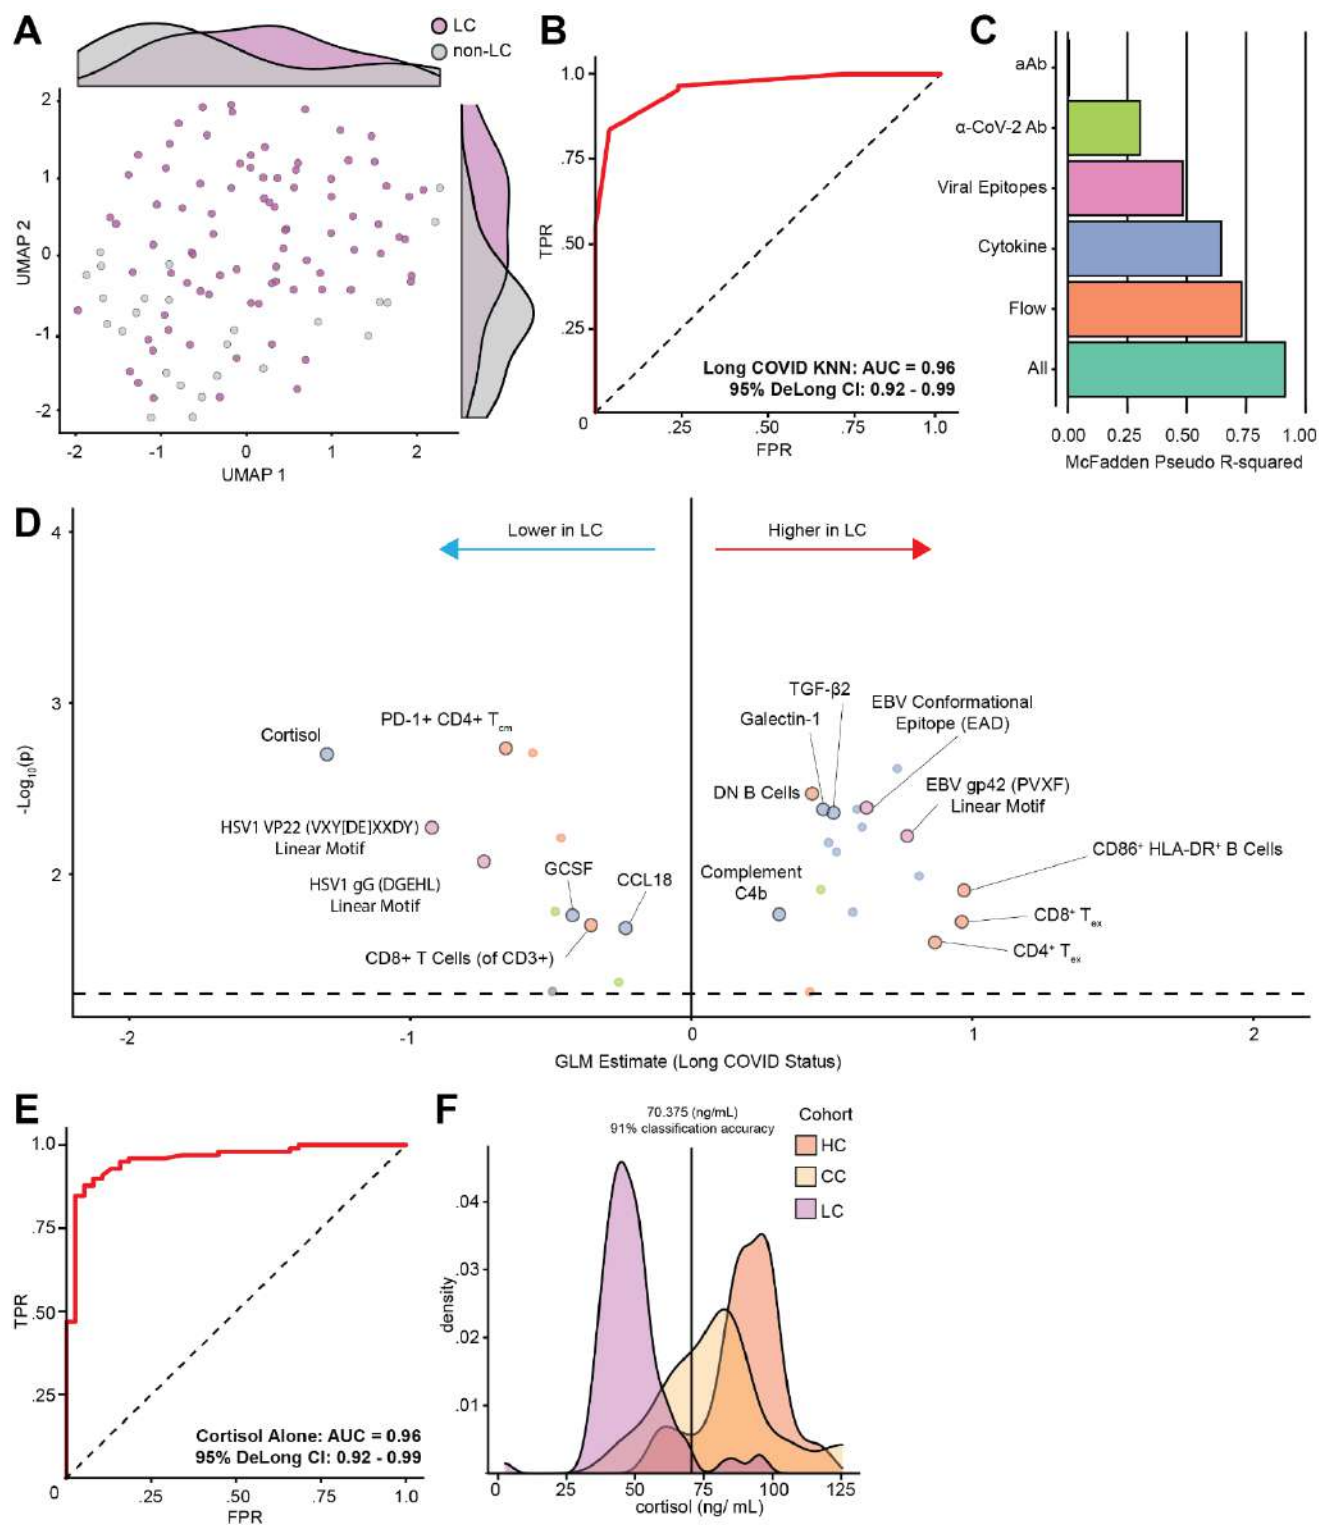 A
LC
non-LC
2
1
0
-1
-2
UMAP 2
-2
-1
0
1
2
UMAP 1
B
1.0
.75
.50
.25
0
TPR
Long COVID KNN: AUC = 0.96
95% DeLong CI: 0.92 - 0.99
.25
.50
.75
1.0
FPR
C
aAb
α-CoV-2 Ab
Viral Epitopes
Cytokine
Flow
All
0.00 0.25 0.50 0.75 1.00
McFadden Pseudo R-squared
D
Lower in LC
Higher in LC
4
3
2
-Log₁₀(p)
Cortisol
PD-1+ CD4+ Tcm
HSV1 VP22 (VXY[DE]XXDY)
Linear Motif
HSV1 gG (DGEHL)
Linear Motif
GCSF
CCL18
CD8+ T Cells (of CD3+)
TGF-β2
Galectin-1
EBV Conformational
Epitope (EAD)
DN B Cells
EBV gp42 (PVXF)
Linear Motif
Complement
C4b
CD86⁺ HLA-DR⁺ B Cells
CD8⁺ Tex
CD4⁺ Tex
-2
-1
0
1
2
GLM Estimate (Long COVID Status)
E
1.0
.75
.50
.25
0
TPR
Cortisol Alone: AUC = 0.96
95% DeLong CI: 0.92 - 0.99
.25
.50
.75
1.0
FPR
F
70.375 (ng/mL)
91% classification accuracy
Cohort
HC
CC
LC
.04
.03
.02
.01
density
0
25
50
75
100
125
cortisol (ng/ mL)